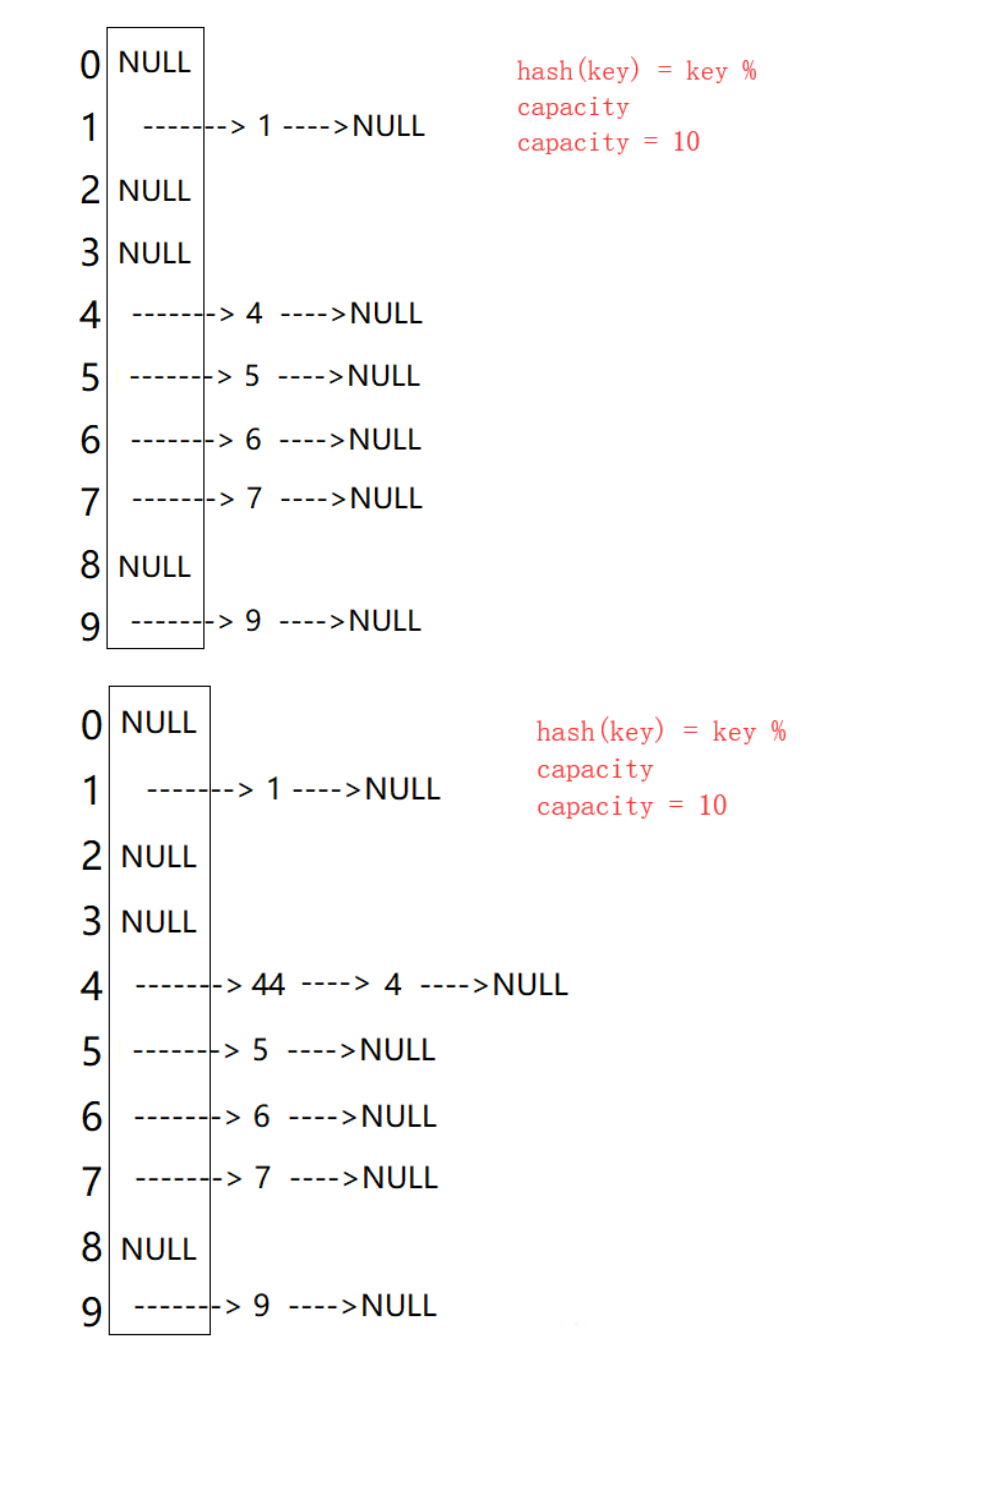 0 NULL
hash(key) = key %
1 -------> 1 ---->NULL
capacity
capacity = 10
2 NULL
3 NULL
4 -------> 4 ---->NULL
5 -------> 5 ---->NULL
6 -------> 6 ---->NULL
7 -------> 7 ---->NULL
8 NULL
9 -------> 9 ---->NULL
0 NULL
hash(key) = key %
capacity
1 -------> 1 ---->NULL
capacity = 10
2 NULL
3 NULL
4 -------> 44 ----> 4 ---->NULL
5 -------> 5 ---->NULL
6 -------> 6 ---->NULL
7 -------> 7 ---->NULL
8 NULL
9 -------> 9 ---->NULL